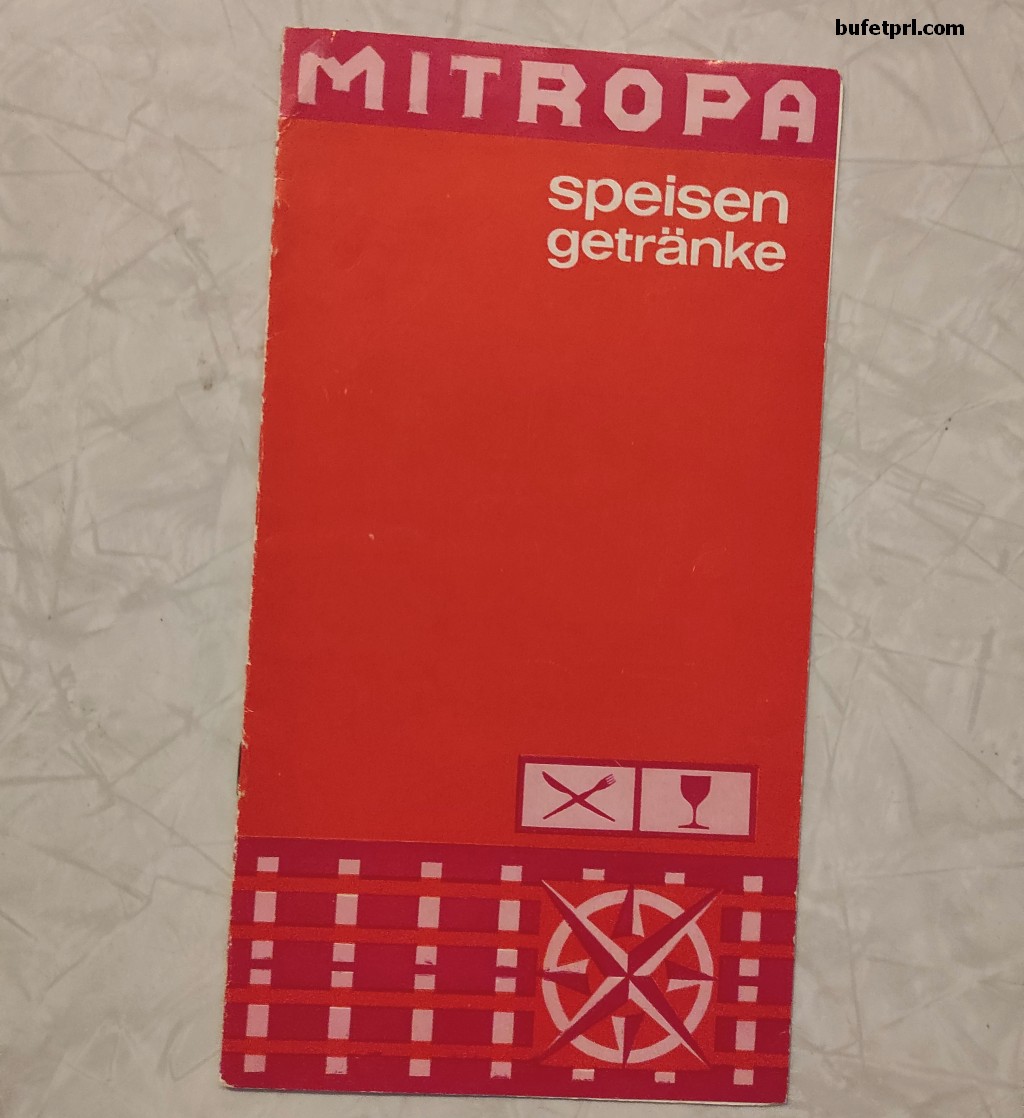 bufetprl.com
MITROPA
speisen
getränke